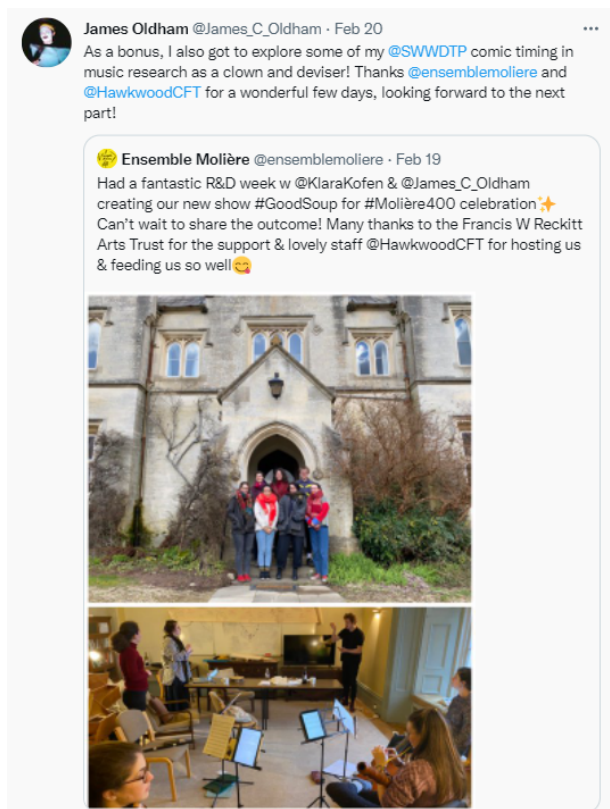 James Oldham @James_C_Oldham · Feb 20
As a bonus, I also got to explore some of my @SWWDTP comic timing in
music research as a clown and deviser! Thanks @ensemblemoliere and
@HawkwoodCFT for a wonderful few days, looking forward to the next
part!
Ensemble Molière @ensemblemoliere · Feb 19
Had a fantastic R&D week w @KlaraKofen & @James_C_Oldham
creating our new show #GoodSoup for #Molière400 celebration✨
Can't wait to share the outcome! Many thanks to the Francis W Reckitt
Arts Trust for the support & lovely staff @HawkwoodCFT for hosting us
& feeding us so well😋